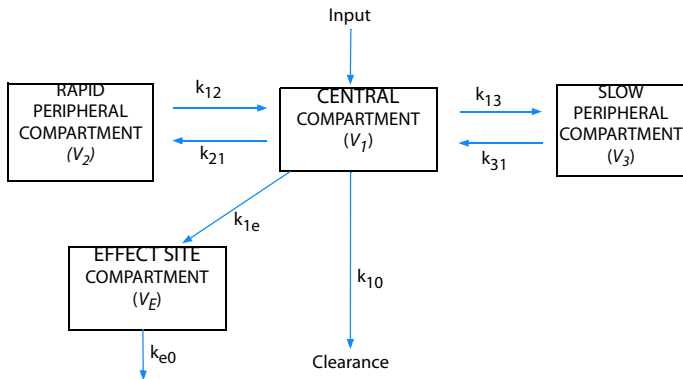 Input
RAPID
PERIPHERAL
COMPARTMENT
(V2)
k12
k21
CENTRAL
COMPARTMENT
(V1)
k13
k31
SLOW
PERIPHERAL
COMPARTMENT
(V3)
k1e
EFFECT SITE
COMPARTMENT
(VE)
k10
ke0
Clearance